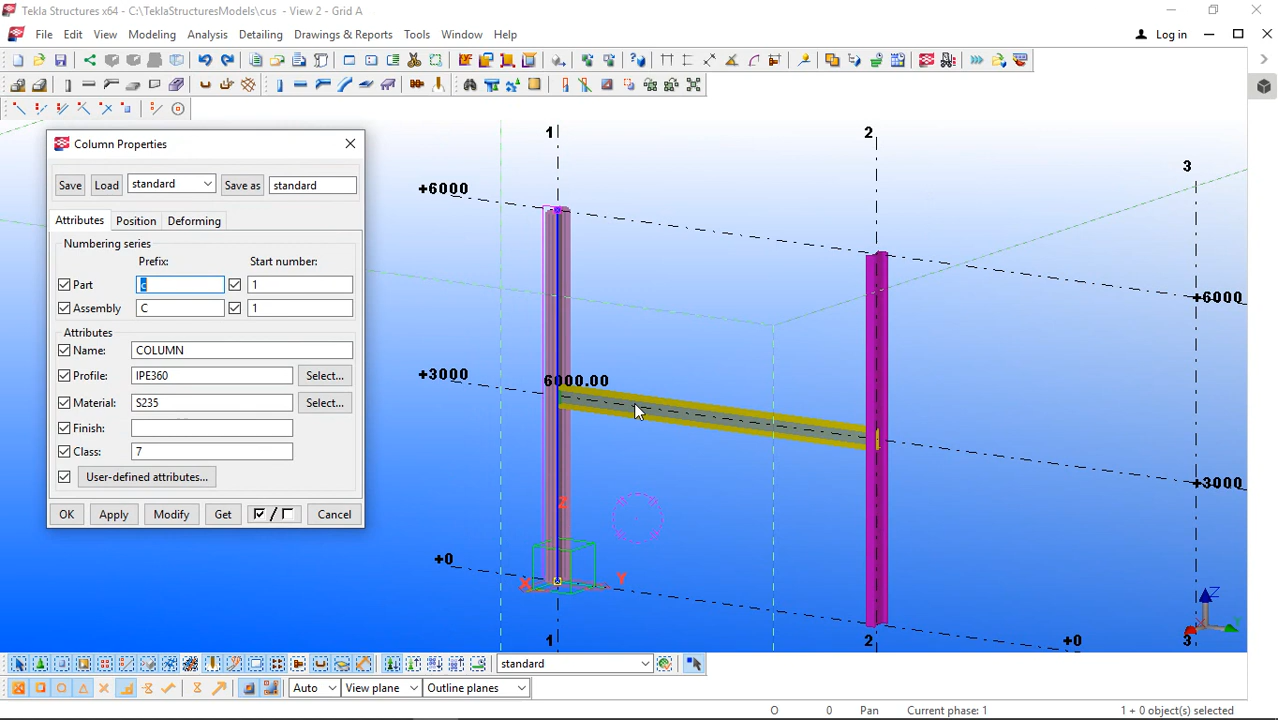 Tekla Structures x64 - C:\TeklaStructuresModels\cus - View 2 - Grid A
File Edit View Modeling Analysis Detailing Drawings & Reports Tools Window Help
Log in
Column Properties
Save Load standard Save as standard
Attributes Position Deforming
Numbering series
Prefix: Start number:
Part c 1
Assembly C 1
Attributes
Name: COLUMN
Profile: IPE360 Select...
Material: S235 Select...
Finish:
Class: 7
User-defined attributes...
OK Apply Modify Get / Cancel
1 2 3
+6000
+6000
+3000
6000.00
+3000
+0
Z
X Y
Z
1 2 +0
standard
Auto View plane Outline planes
O 0 Pan Current phase: 1 1 + 0 object(s) selected